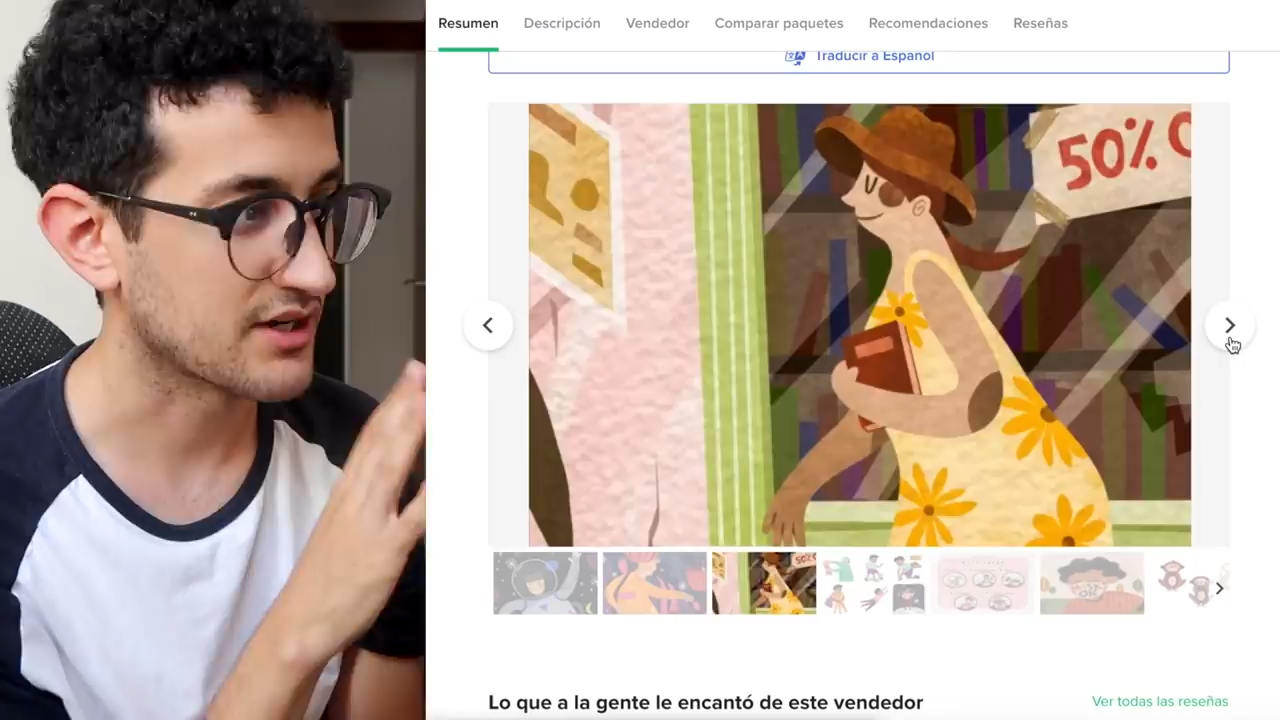 Resumen Descripción Vendedor Comparar paquetes Recomendaciones Reseñas
Traducir a Español
50%
Lo que a la gente le encantó de este vendedor Ver todas las reseñas